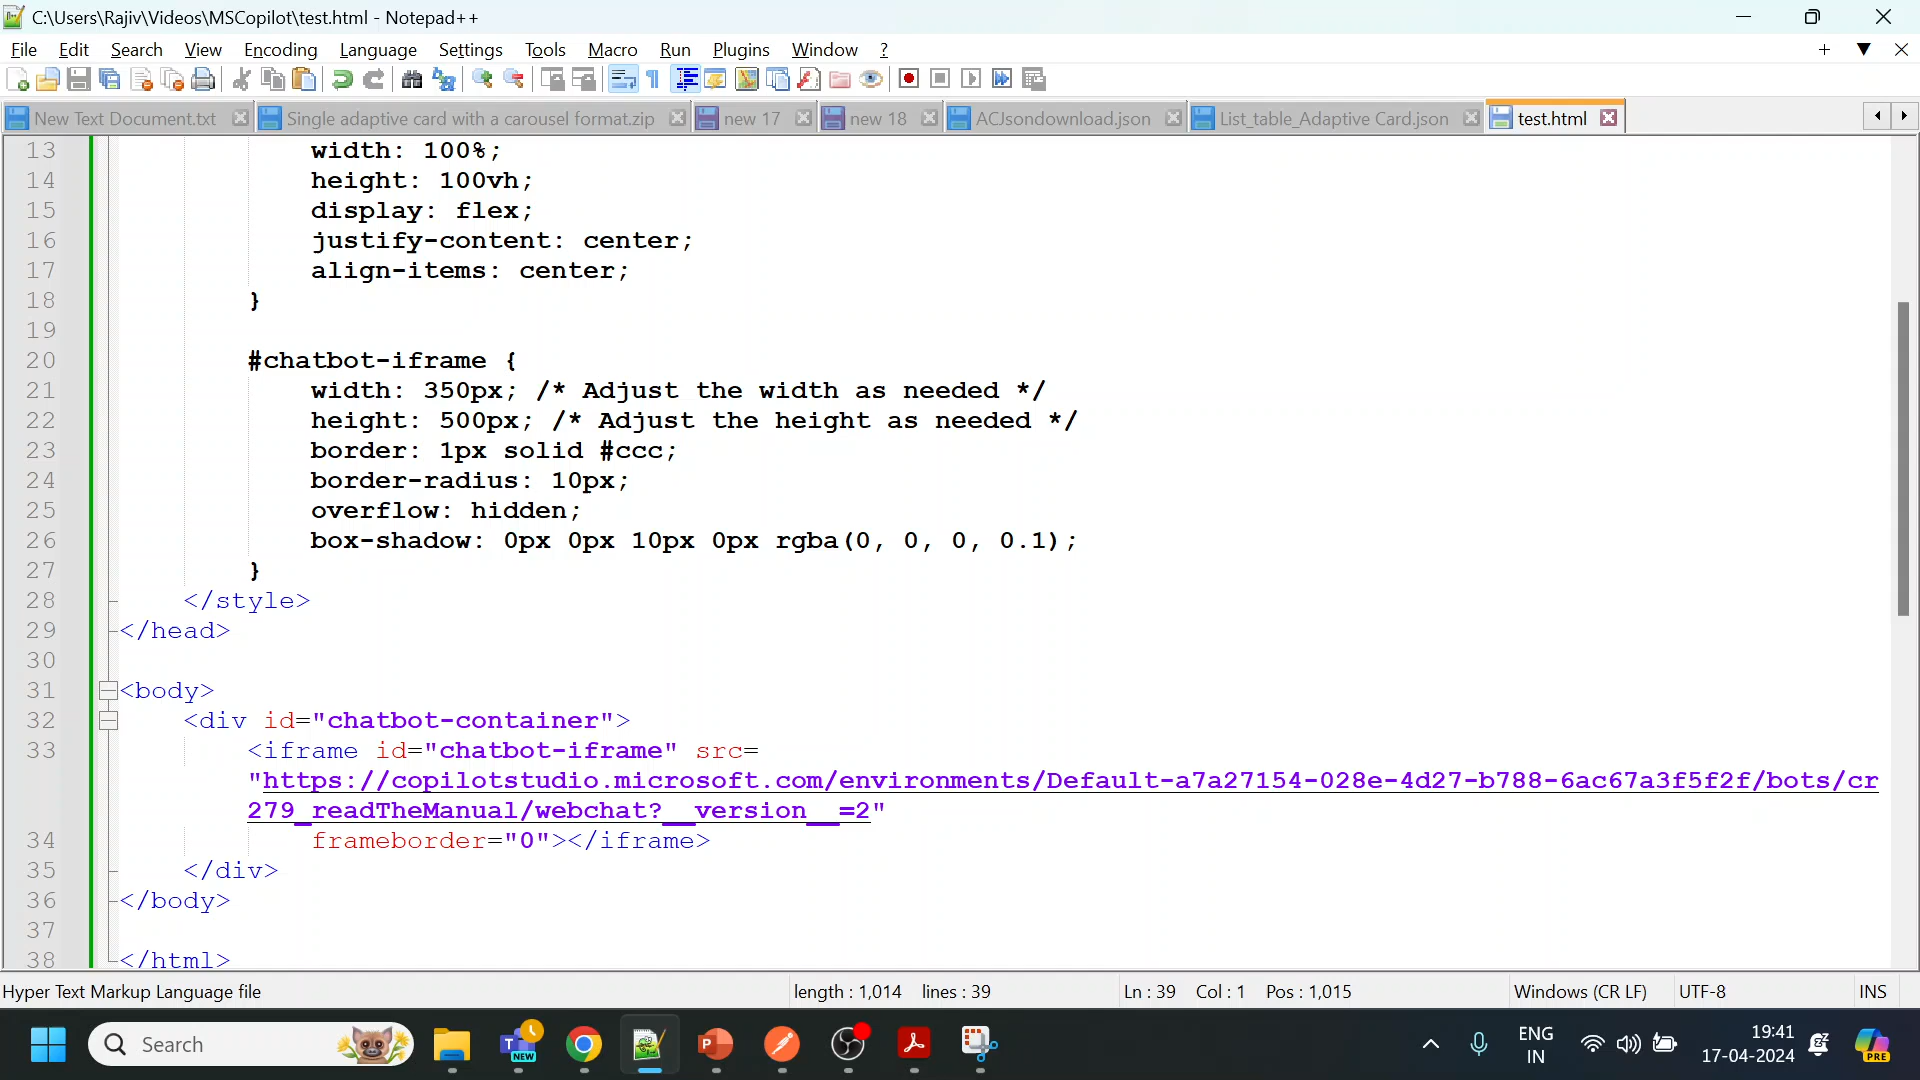 C:\Users\Rajiv\Videos\MSCopilot\test.html - Notepad++
File Edit Search View Encoding Language Settings Tools Macro Run Plugins Window ?
New Text Document.txt Single adaptive card with a carousel format.zip new 17 new 18 ACJsondownload.json List_table_Adaptive Card.json test.html
13 width: 100%;
14 height: 100vh;
15 display: flex;
16 justify-content: center;
17 align-items: center;
18 }
19
20 #chatbot-iframe {
21 width: 350px; /* Adjust the width as needed */
22 height: 500px; /* Adjust the height as needed */
23 border: 1px solid #ccc;
24 border-radius: 10px;
25 overflow: hidden;
26 box-shadow: 0px 0px 10px 0px rgba(0, 0, 0, 0.1);
27 }
28 </style>
29 </head>
30
31 <body>
32 <div id="chatbot-container">
33 <iframe id="chatbot-iframe" src=
"https://copilotstudio.microsoft.com/environments/Default-a7a27154-028e-4d27-b788-6ac67a3f5f2f/bots/cr
279_readTheManual/webchat?__version__=2"
34 frameborder="0"></iframe>
35 </div>
36 </body>
37
38 </html>
Hyper Text Markup Language file length : 1,014 lines : 39 Ln : 39 Col : 1 Pos : 1,015 Windows (CR LF) UTF-8 INS
Search
NEW
ENG
IN
19:41
17-04-2024
PRE